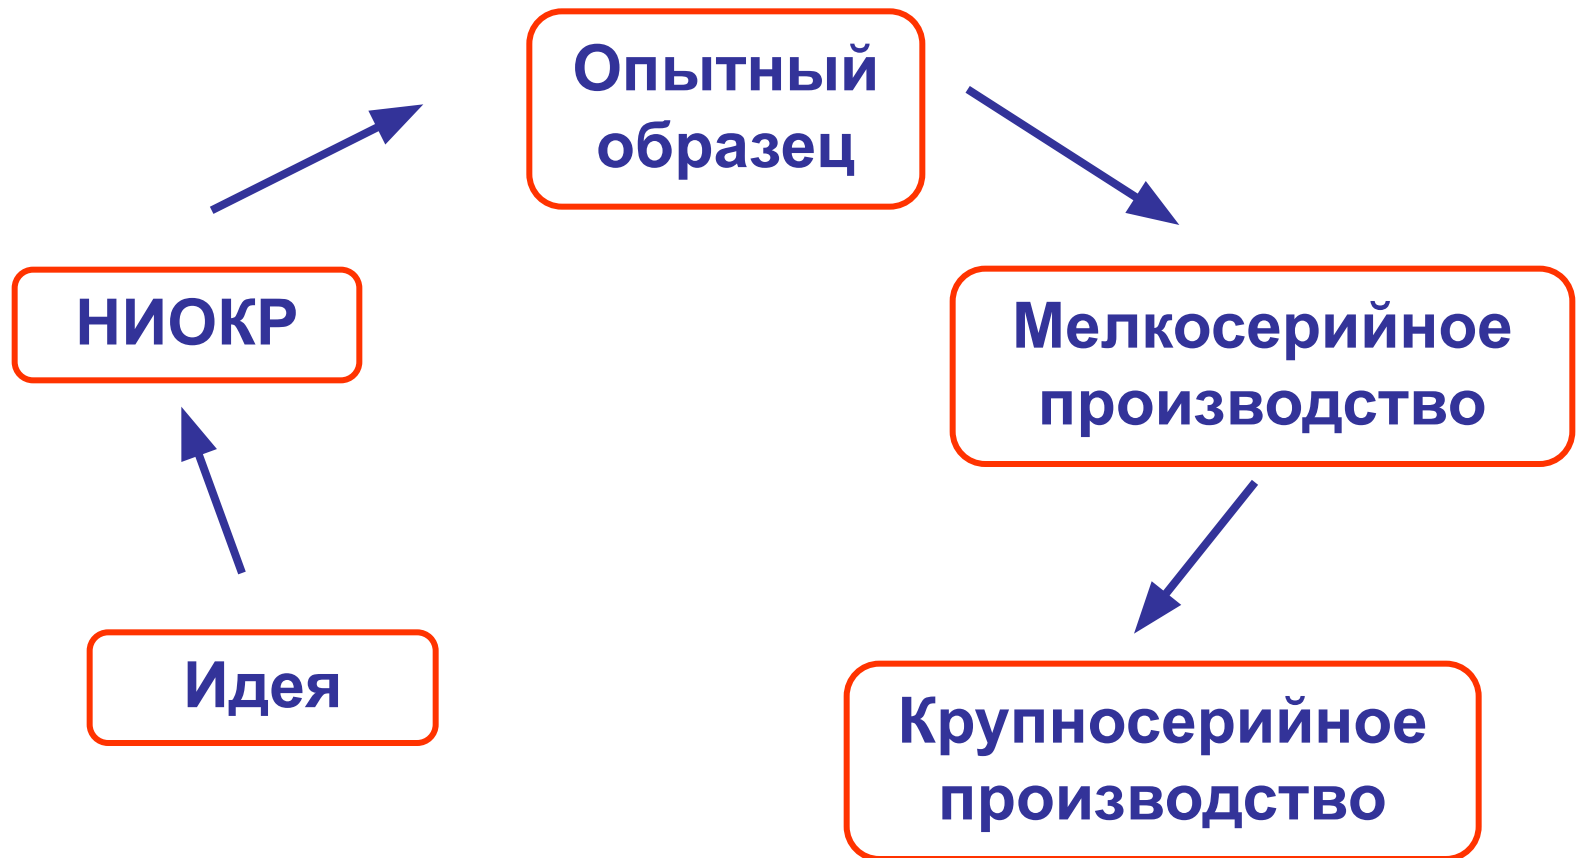 Опытный
образец
НИОКР
Мелкосерийное
производство
Идея
Крупносерийное
производство